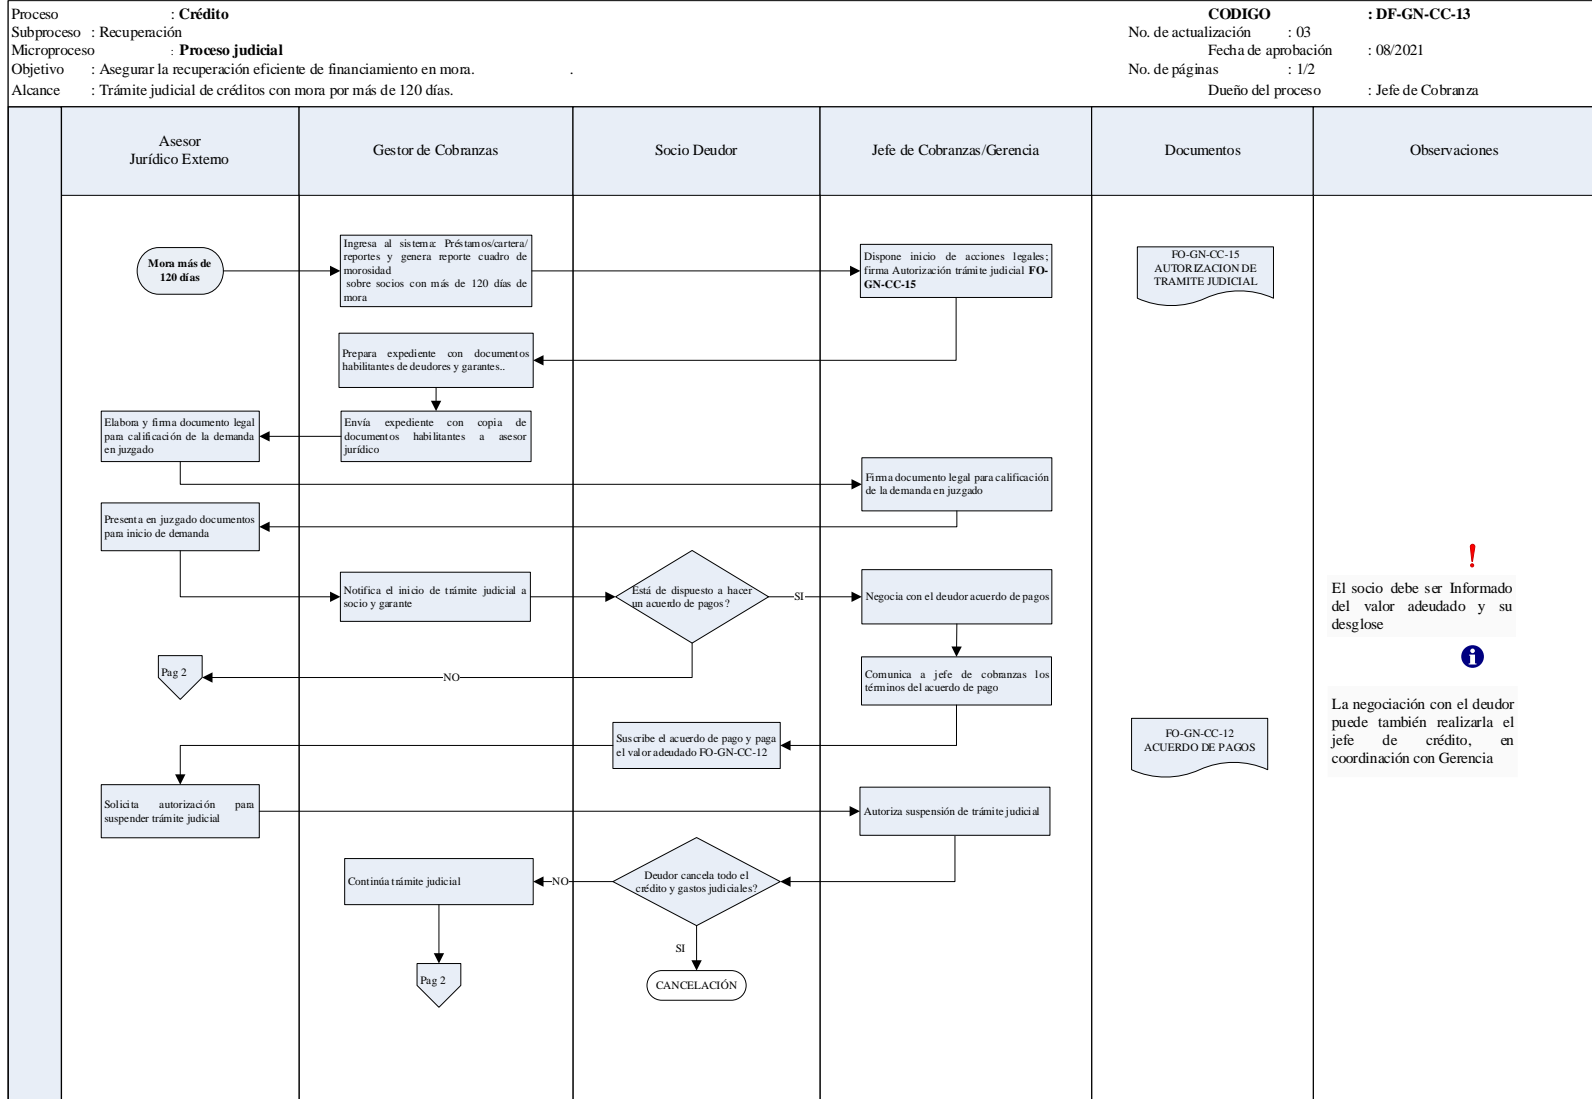 Proceso : Crédito
Subproceso : Recuperación
Microproceso : Proceso judicial
Objetivo : Asegurar la recuperación eficiente de financiamiento en mora. .
Alcance : Trámite judicial de créditos con mora por más de 120 días.
CODIGO : DF-GN-CC-13
No. de actualización : 03
Fecha de aprobación : 08/2021
No. de páginas : 1/2
Dueño del proceso : Jefe de Cobranza
Asesor
Jurídico Externo
Gestor de Cobranzas
Socio Deudor
Jefe de Cobranzas/Gerencia
Documentos
Observaciones
Mora más de
120 días
Ingresa al sistema: Préstamos/cartera/
reportes y genera reporte cuadro de
morosidad
sobre socios con más de 120 días de
mora
Dispone inicio de acciones legales;
firma Autorización trámite judicial FO-
GN-CC-15
FO-GN-CC-15
AUTORIZACION DE
TRAMITE JUDICIAL
Prepara expediente con documentos
habilitantes de deudores y garantes..
Elabora y firma documento legal
para calificación de la demanda
en juzgado
Envía expediente con copia de
documentos habilitantes a asesor
jurídico
Firma documento legal para calificación
de la demanda en juzgado
Presenta en juzgado documentos
para inicio de demanda
Notifica el inicio de trámite judicial a
socio y garante
Está de dispuesto a hacer
un acuerdo de pagos?
SI
Negocia con el deudor acuerdo de pagos
!
El socio debe ser Informado
del valor adeudado y su
desglose
i
Pag 2
NO
Comunica a jefe de cobranzas los
términos del acuerdo de pago
La negociación con el deudor
puede también realizarla el
jefe de crédito, en
coordinación con Gerencia
Suscribe el acuerdo de pago y paga
el valor adeudado FO-GN-CC-12
FO-GN-CC-12
ACUERDO DE PAGOS
Solicita autorización para
suspender trámite judicial
Autoriza suspensión de trámite judicial
Continúa trámite judicial
NO
Deudor cancela todo el
crédito y gastos judiciales?
SI
Pag 2
CANCELACIÓN